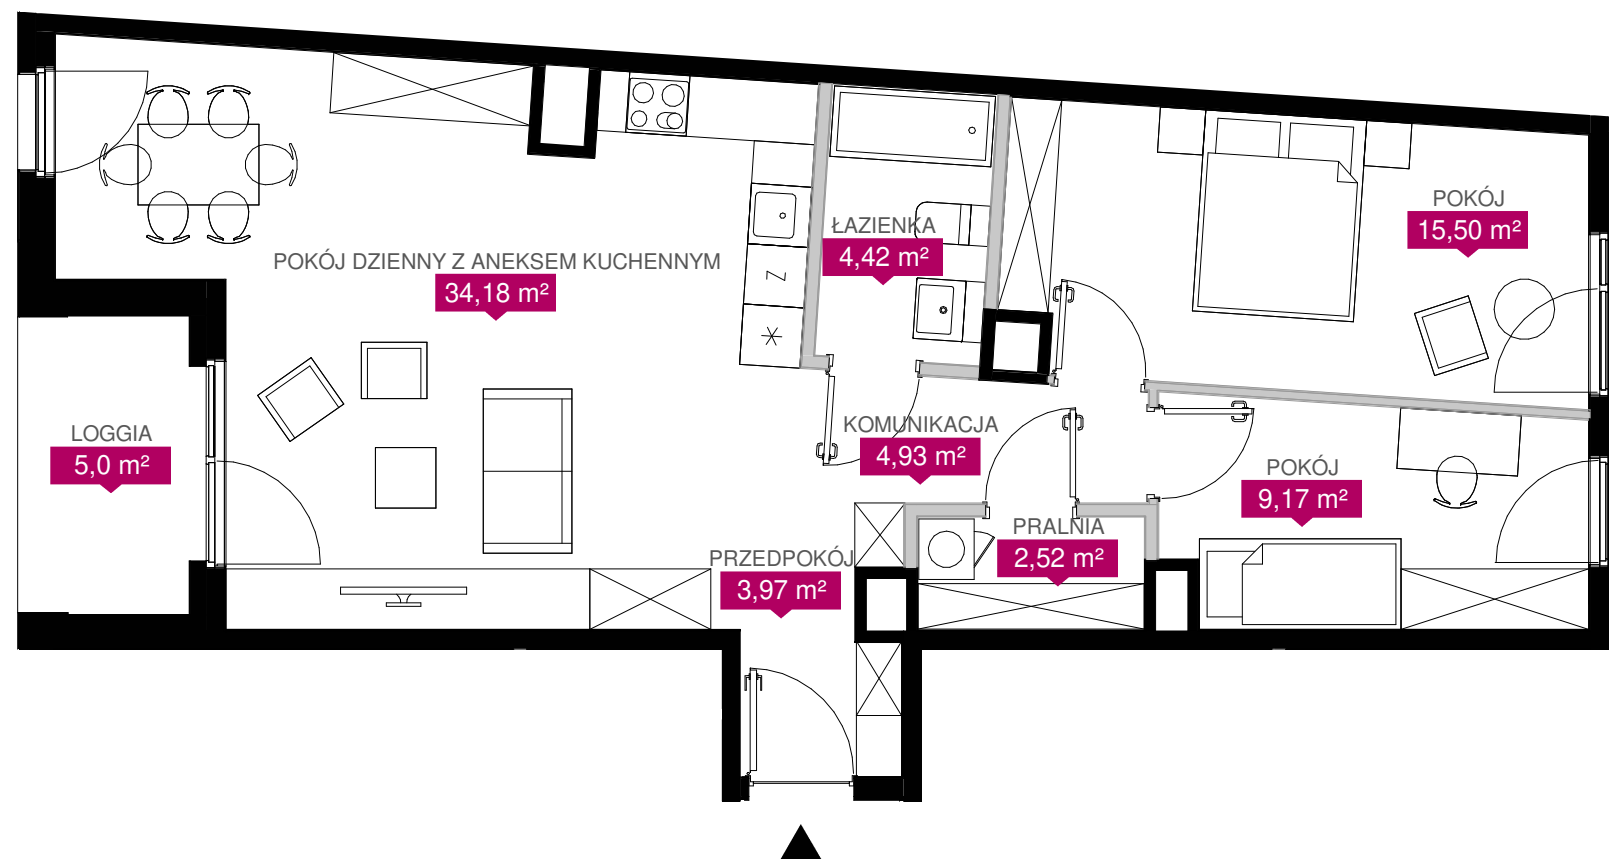 POKÓJ
15,50 m²
ŁAZIENKA
4,42 m²
POKÓJ DZIENNY Z ANEKSEM KUCHENNYM
34,18 m²
Z
LOGGIA
5,0 m²
KOMUNIKACJA
4,93 m²
POKÓJ
9,17 m²
PRALNIA
2,52 m²
PRZEDPOKÓJ
3,97 m²